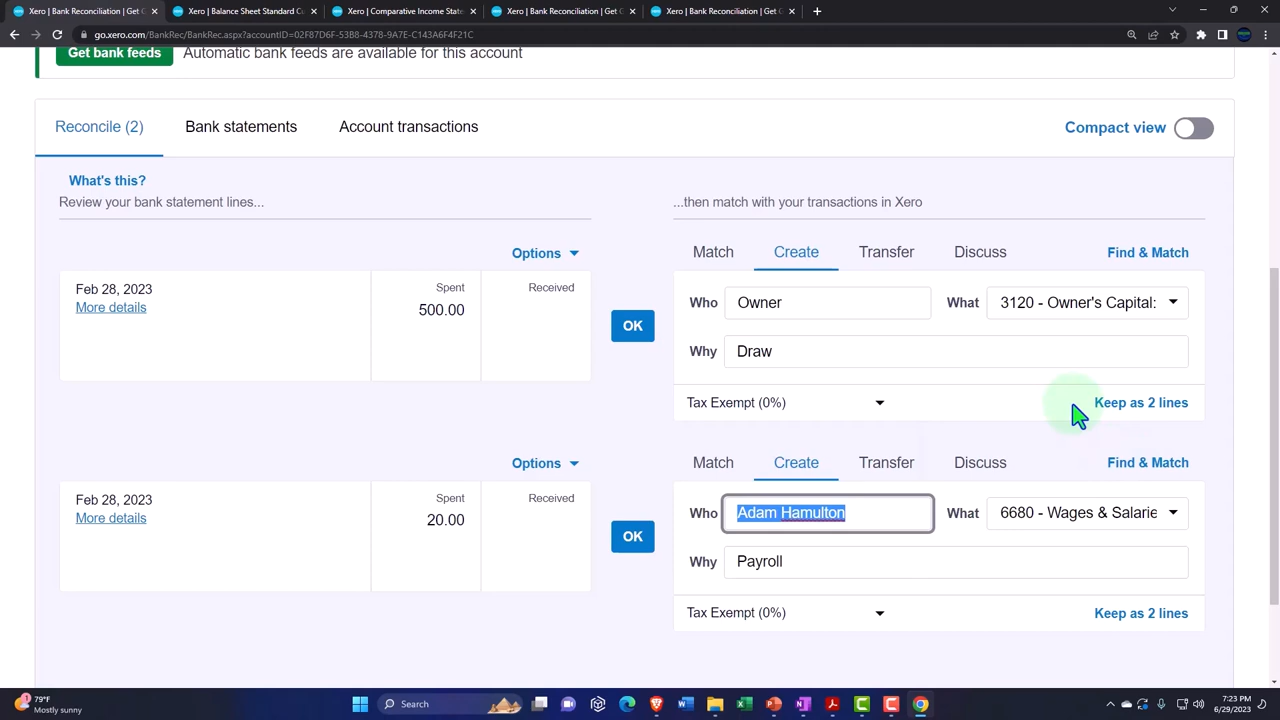 Xero | Bank Reconciliation | Get C
Xero | Balance Sheet Standard C
Xero | Comparative Income State
Xero | Bank Reconciliation | Get C
Xero | Bank Reconciliation | Get C
go.xero.com/BankRec/BankRec.aspx?accountID=02F87D6F-53B8-4378-9A7E-C143A6F4F21C
Get bank feeds Automatic bank feeds are available for this account
Reconcile (2) Bank statements Account transactions Compact view
What's this?
Review your bank statement lines... ...then match with your transactions in Xero
Options Match Create Transfer Discuss Find & Match
Feb 28, 2023 Spent Received
More details 500.00
OK
Who Owner What 3120 - Owner's Capital:
Why Draw
Tax Exempt (0%) Keep as 2 lines
Options Match Create Transfer Discuss Find & Match
Feb 28, 2023 Spent Received
More details 20.00
OK
Who Adam Hamulton What 6680 - Wages & Salarie
Why Payroll
Tax Exempt (0%) Keep as 2 lines
79°F
Mostly sunny
Search
7:23 PM
6/29/2023